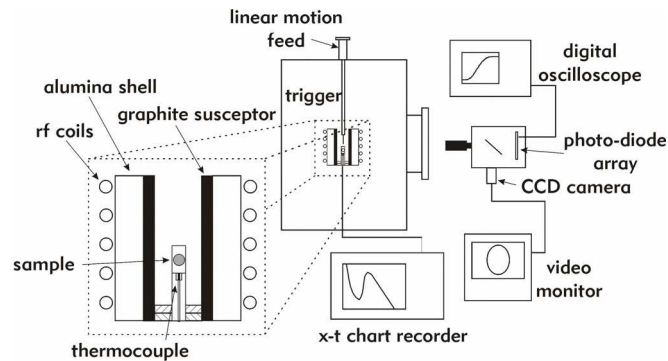 linear motion
feed
digital
oscilloscope
alumina shell
trigger
graphite susceptor
rf coils
photo-diode
array
CCD camera
sample
video
monitor
x-t chart recorder
thermocouple